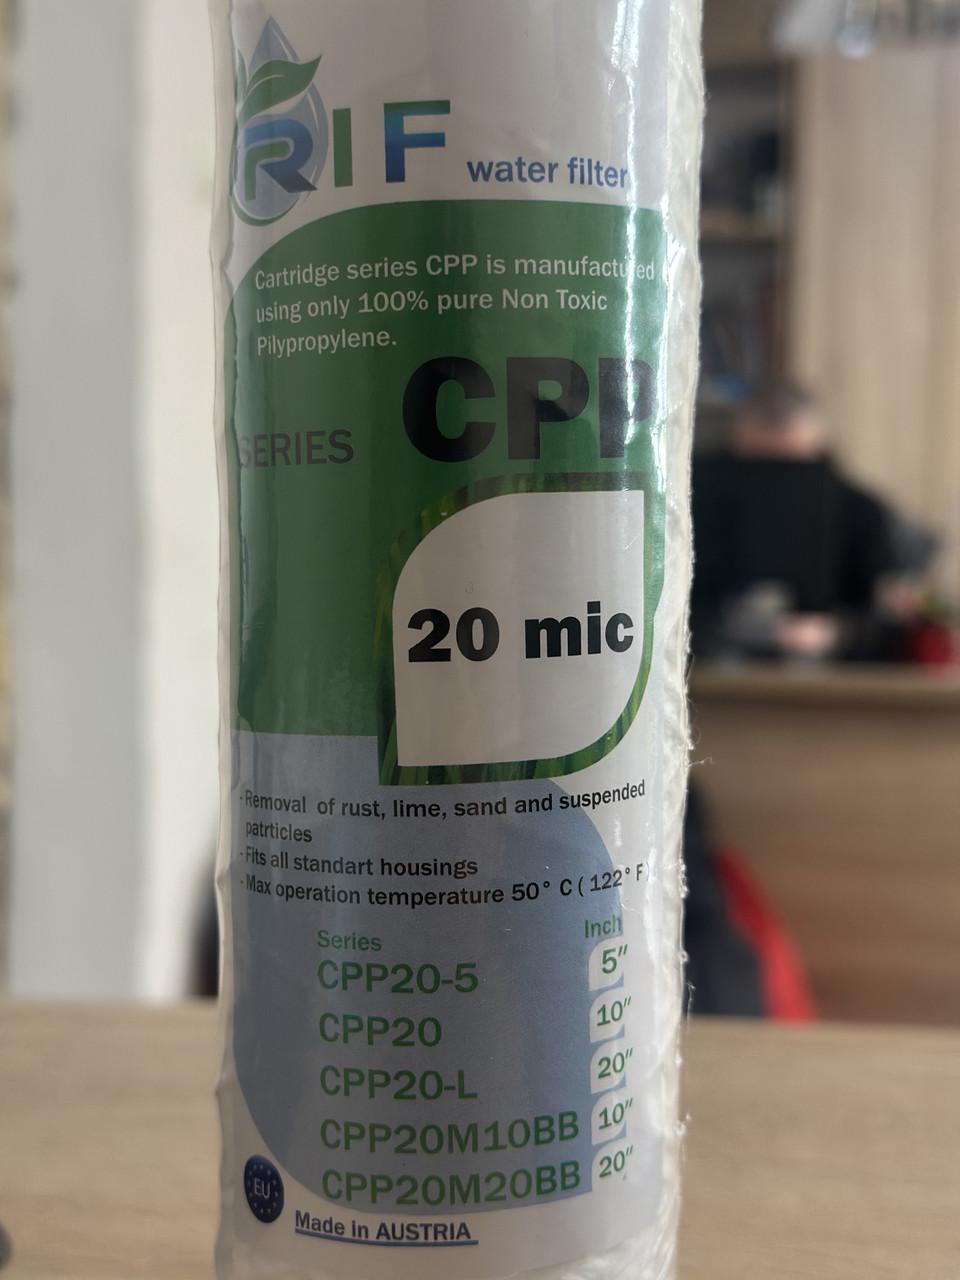 RIF water filter
Cartridge series CPP is manufactured
using only 100% pure Non Toxic
Pilypropylene.
SERIES CPP
20 mic
- Removal of rust, lime, sand and suspended
patrticles
- Fits all standart housings
- Max operation temperature 50° C ( 122° F)
Series Inch
CPP20-5 5"
CPP20 10"
CPP20-L 20"
CPP20M10BB 10"
CPP20M20BB 20"
EU
Made in AUSTRIA